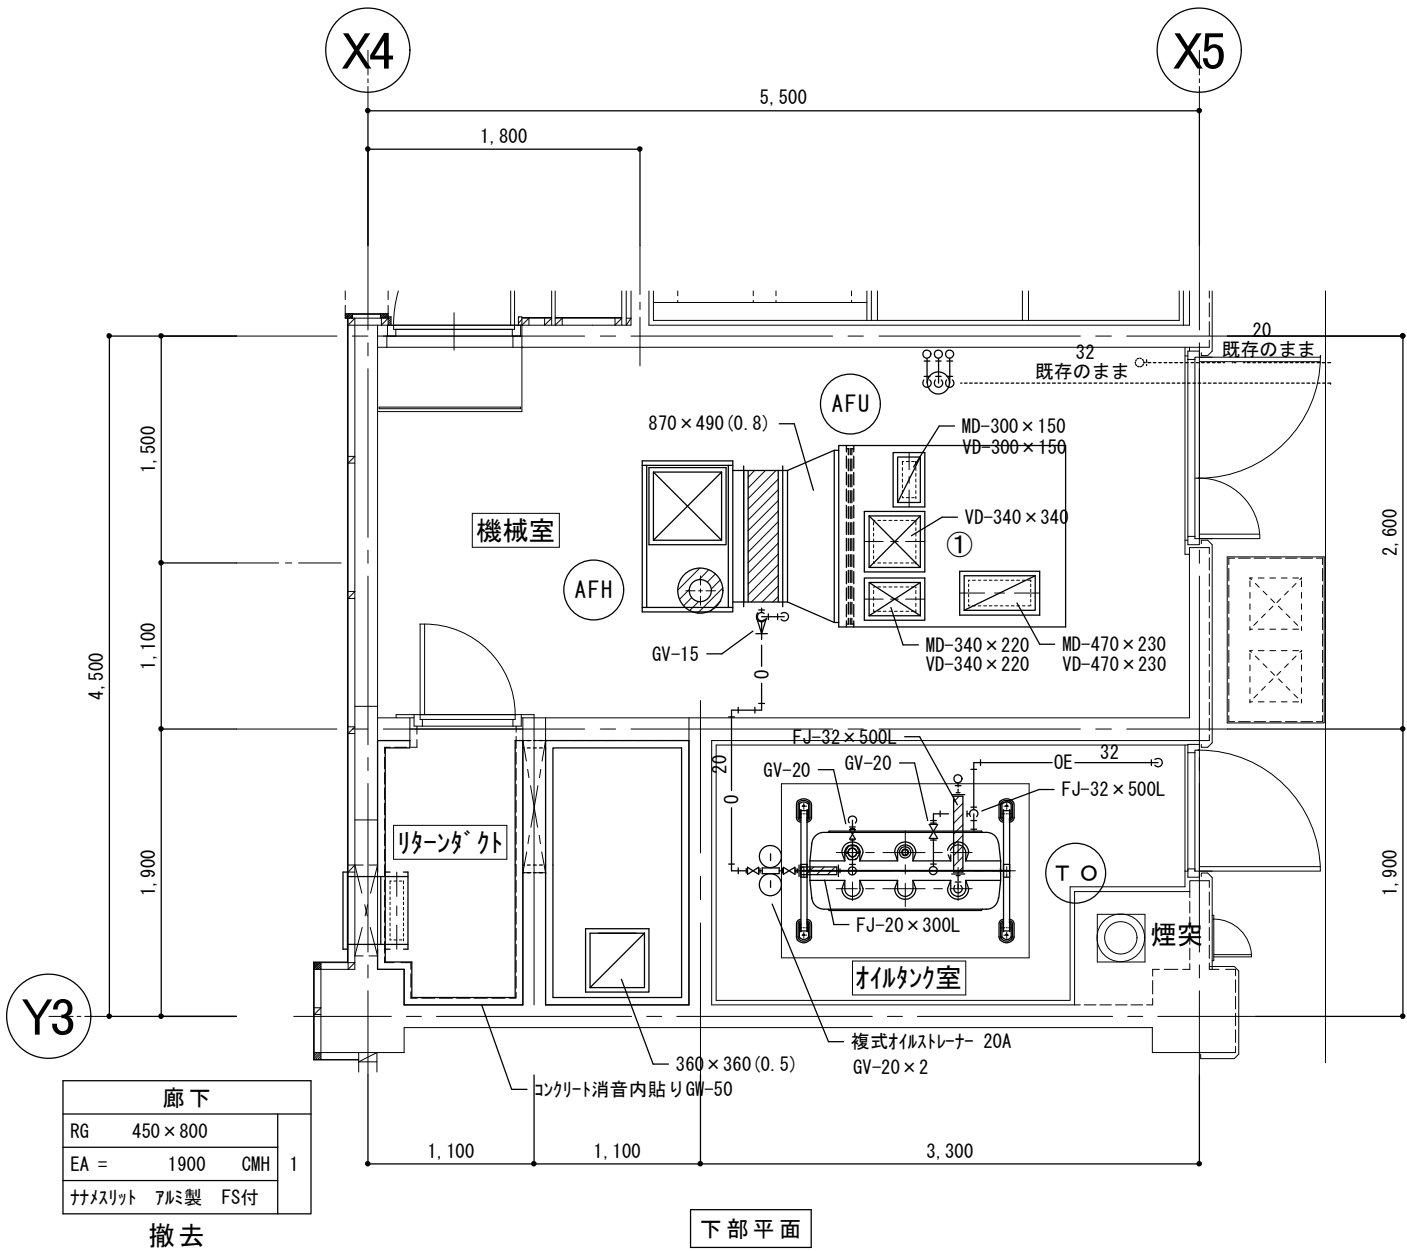 X4
X5
5,500
1,800
20
既存のまま
32
既存のまま
AFU
870×490(0.8)
MD-300×150
VD-300×150
1,500
機械室
VD-340×340
①
2,600
AFH
1,100
4,500
GV-15
MD-340×220
VD-340×220
MD-470×230
VD-470×230
O
FJ-32×500L
20
GV-20
GV-20
OE
32
FJ-32×500L
O
リターンダクト
1,900
1,900
TO
FJ-20×300L
煙突
オイルタンク室
Y3
複式オイルストレーナー 20A
GV-20×2
360×360(0.5)
コンクリート消音内貼りGW-50
廊下
RG 450×800
EA = 1900 CMH
1
ナナメスリット アルミ製 FS付
撤去
1,100
1,100
3,300
下部平面